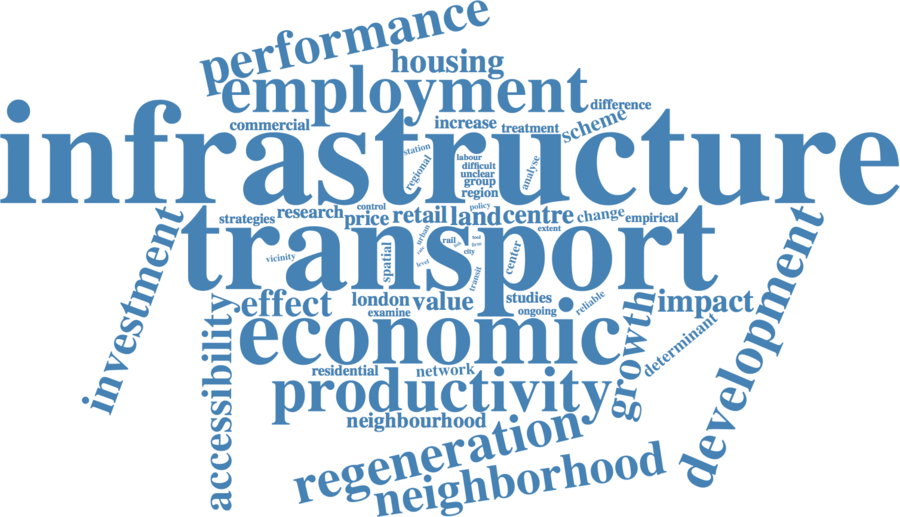 performance
housing
employment
difference
commercial
increase
treatment
scheme
infrastructure
station
regional
labour
difficult
unclear
group
region
analyse
policy
control
strategies
research
price
retail
land
centre
extent
change
empirical
investment
transport
urban
rail
city
level
vicinity
spatial
transit
center
development
accessibility
effect
london
examine
value
studies
ongoing
reliable
growth
impact
economic
determinant
residential
network
productivity
neighbourhood
regeneration
neighborhood